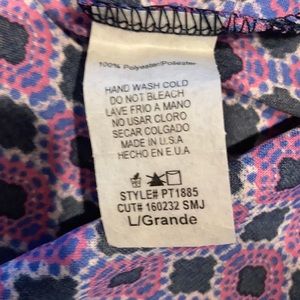 100% Polyester/Poliester
HAND WASH COLD
DO NOT BLEACH
LAVE FRIO A MANO
NO USAR CLORO
SECAR COLGADO
MADE IN U.S.A
HECHO EN E.U.A
STYLE# PT1885
CUT# 160232 SMJ
L/Grande